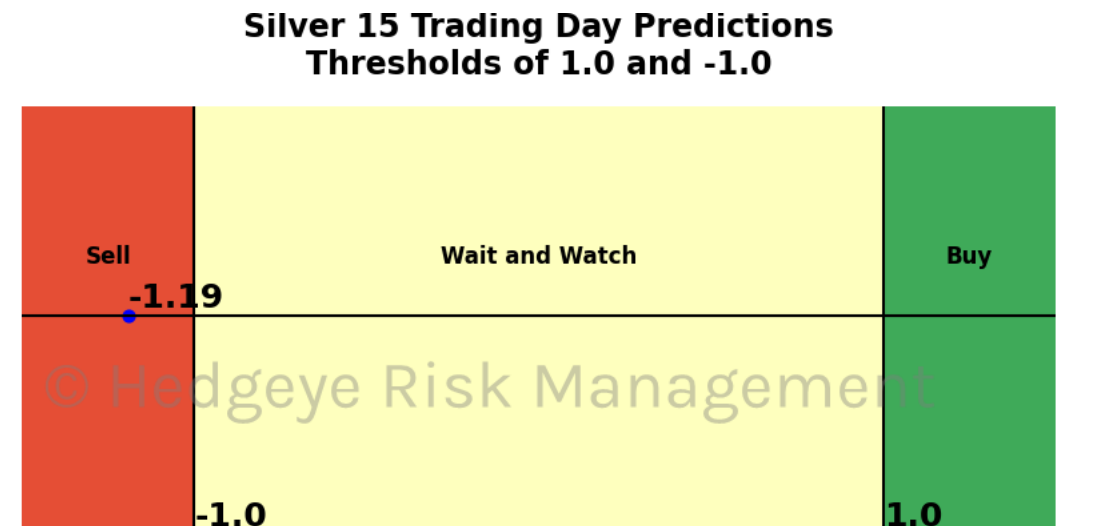 Silver 15 Trading Day Predictions
Thresholds of 1.0 and -1.0
Sell
Wait and Watch
Buy
-1.19
© Hedgeye Risk Management
-1.0
1.0